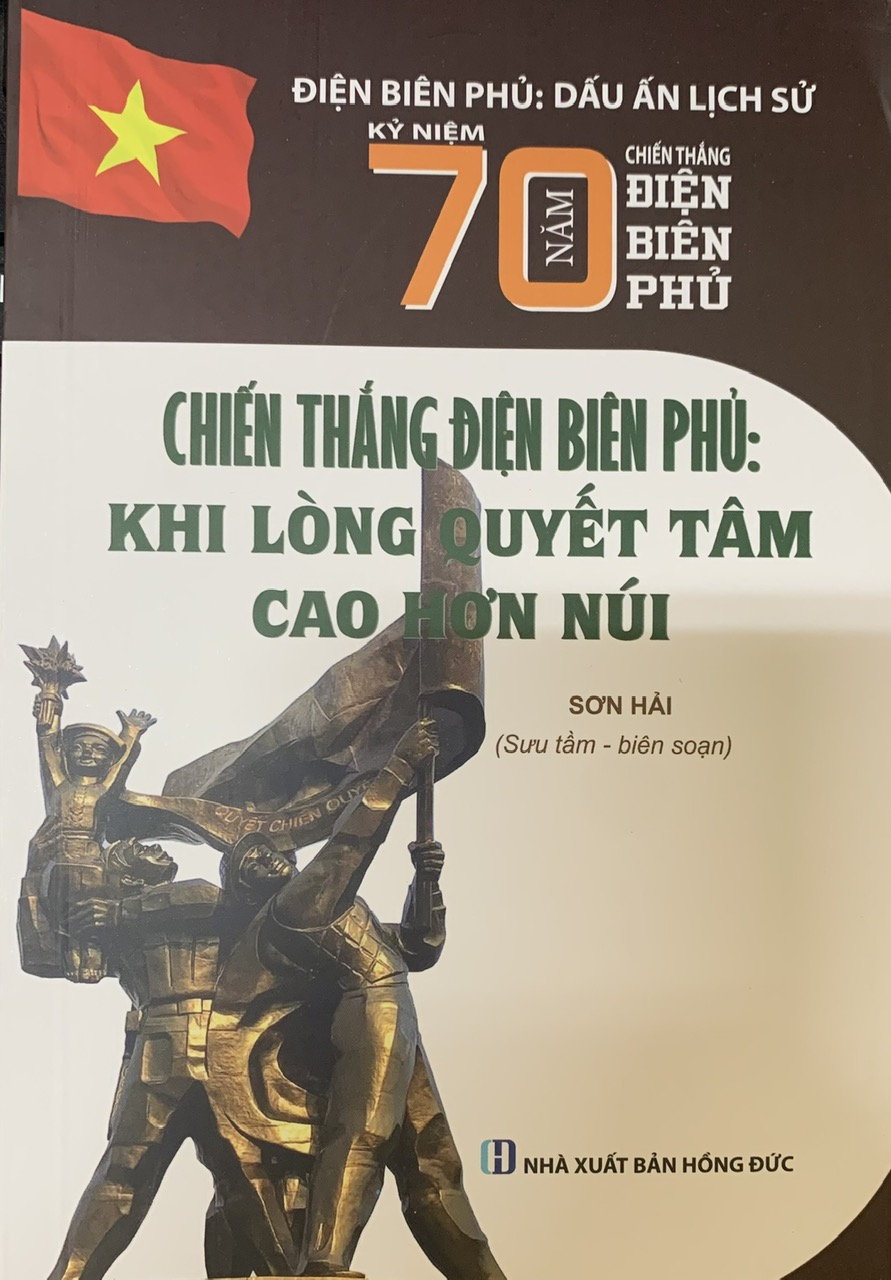 ĐIỆN BIÊN PHỦ: DẤU ẤN LỊCH SỬ
KỶ NIỆM
70
NĂM
CHIẾN THẮNG
ĐIỆN
BIÊN
PHỦ
CHIẾN THẮNG ĐIỆN BIÊN PHỦ:
KHI LÒNG QUYẾT TÂM
CAO HƠN NÚI
SƠN HẢI
(Sưu tầm - biên soạn)
QUYẾT CHIẾN
NHÀ XUẤT BẢN HỒNG ĐỨC